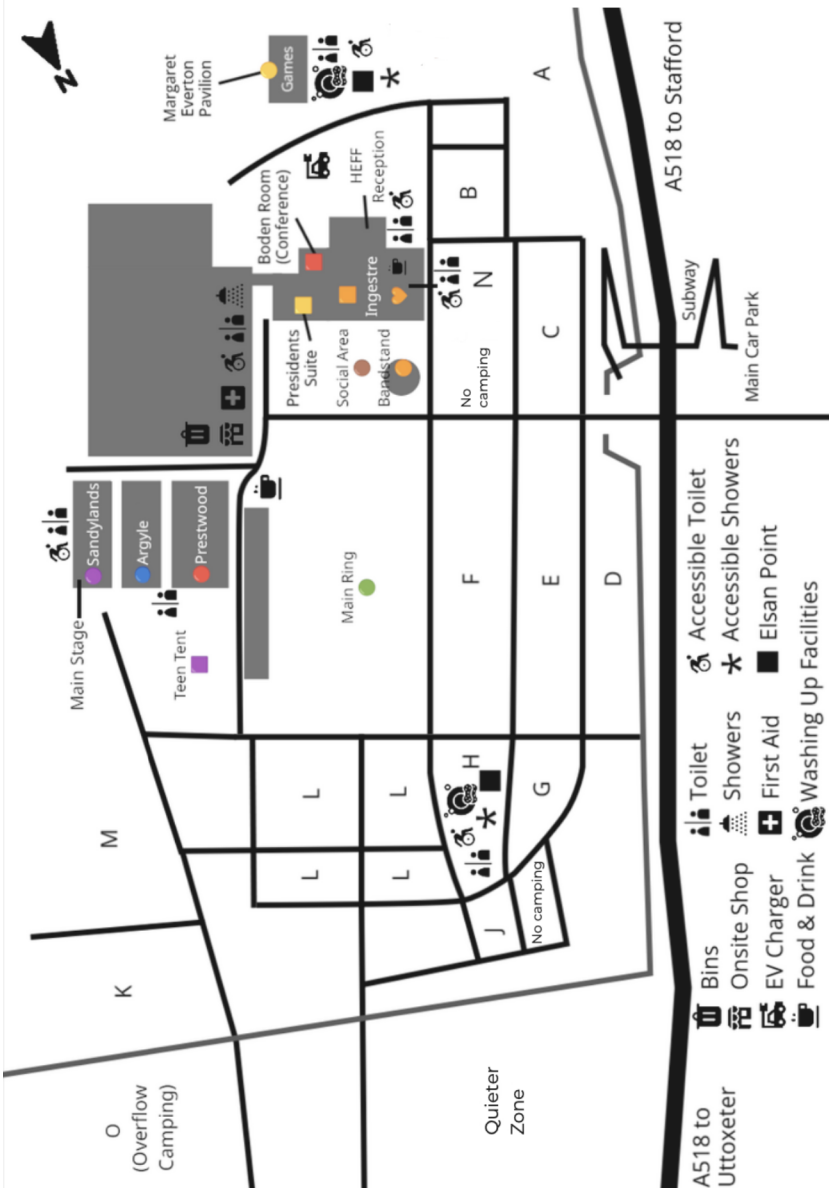 N
Margaret
Everton
Pavilion
Games
A
A518 to Stafford
Boden Room
(Conference)
HEFF
Reception
B
Ingestre
N
Presidents
Suite
Social Area
Bandstand
No
camping
C
Subway
Main Car Park
Sandylands
Argyle
Prestwood
Main Stage
Teen Tent
Main Ring
F
E
D
M
L
L
L
L
H
G
J
No camping
K
O
(Overflow
Camping)
Quieter
Zone
A518 to
Uttoxeter
Bins
Onsite Shop
EV Charger
Food & Drink
Toilet
Showers
First Aid
Washing Up Facilities
Accessible Toilet
Accessible Showers
Elsan Point